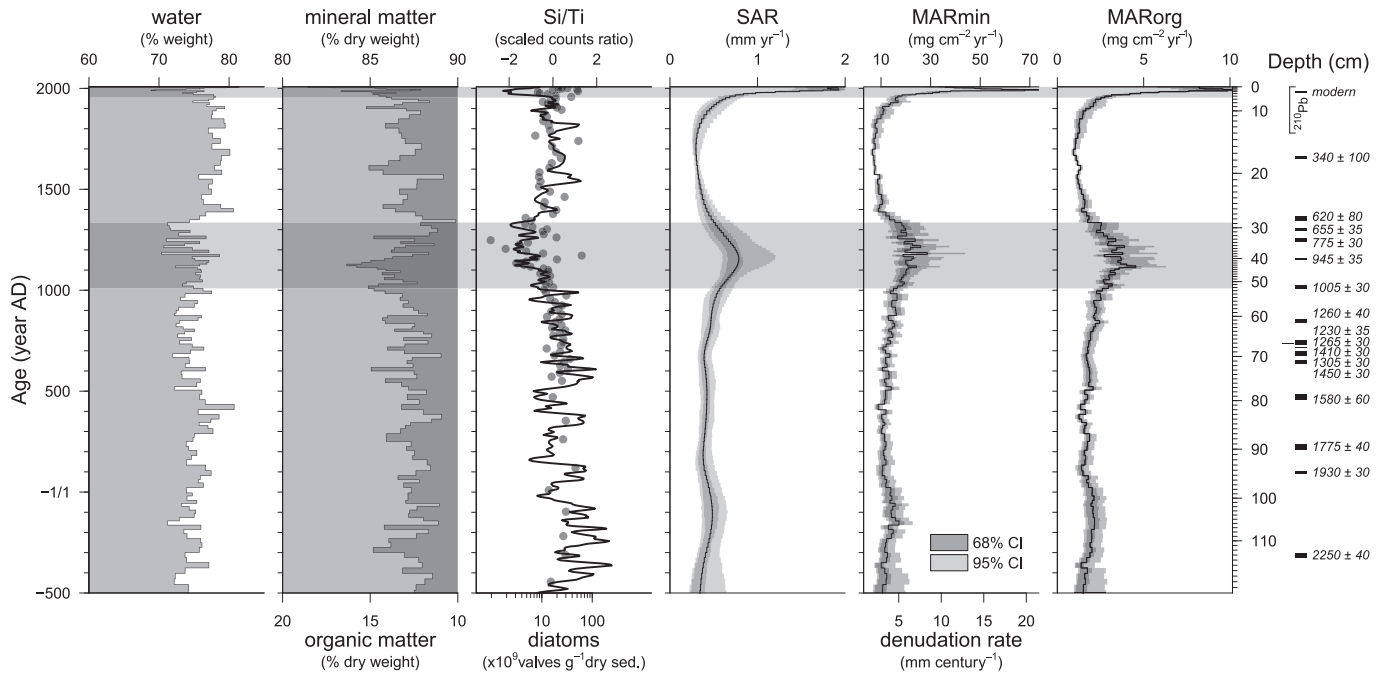 water
mineral matter
Si/Ti
SAR
MARmin
MARorg
(% weight)
(% dry weight)
(scaled counts ratio)
(mm yr⁻¹)
(mg cm⁻² yr⁻¹)
(mg cm⁻² yr⁻¹)
Depth (cm)
60 70 80
80 85 90
−2 0 2
0 1 2
10 30 50 70
0 5 10
2000
1500
1000
500
−1/1
−500
Age (year AD)
0
10
20
30
40
50
60
70
80
90
100
110
²¹⁰Pb
modern
340 ± 100
620 ± 80
655 ± 35
775 ± 30
945 ± 35
1005 ± 30
1260 ± 40
1230 ± 35
1265 ± 30
1410 ± 30
1305 ± 30
1450 ± 30
1580 ± 60
1775 ± 40
1930 ± 30
2250 ± 40
68% CI
95% CI
20 15 10
10 100
5 10 15 20
organic matter
diatoms
denudation rate
(% dry weight)
(x10⁹valves g⁻¹dry sed.)
(mm century⁻¹)